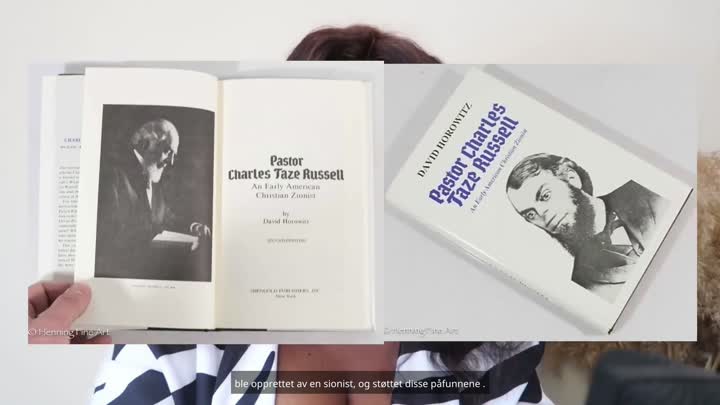 Pastor
Charles Taze Russell
An Early American
Christian Zionist
by
David Horowitz
SHENGOLD PUBLISHERS, INC.
New York
© Henning Fine Art
DAVID HOROWITZ
Pastor Charles
Taze Russell
An Early American Christian Zionist
© Henning Fine Art
ble opprettet av en sionist, og støttet disse påfunnene .